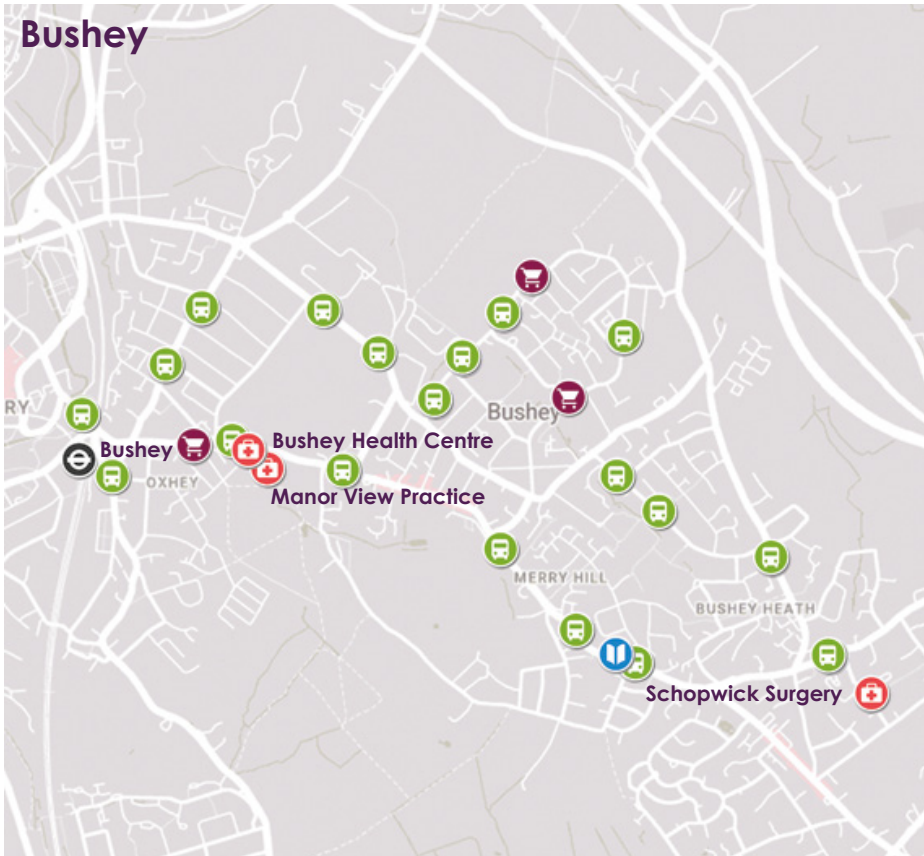 Bushey
RY
Bushey
Bushey
Bushey Health Centre
OXHEY
Manor View Practice
MERRY HILL
BUSHEY HEATH
Schopwick Surgery